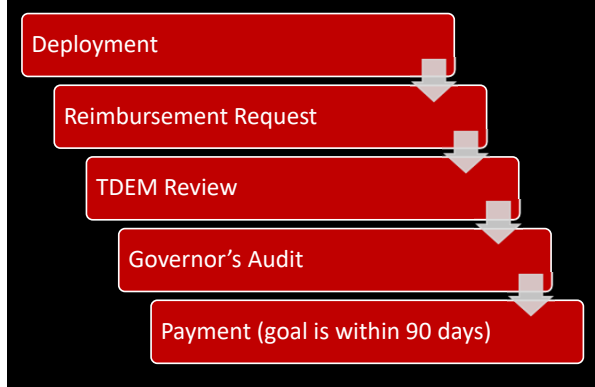 Deployment
Reimbursement Request
TDEM Review
Governor’s Audit
Payment (goal is within 90 days)